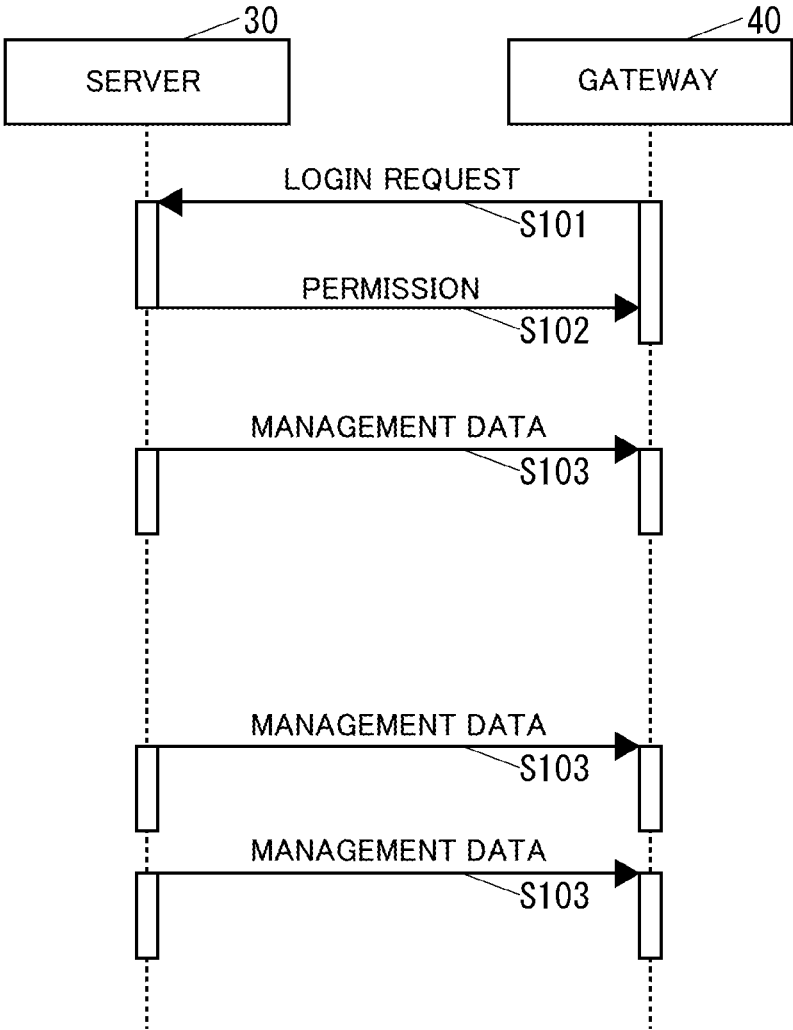 30
40
SERVER
GATEWAY
LOGIN REQUEST
S101
PERMISSION
S102
MANAGEMENT DATA
S103
MANAGEMENT DATA
S103
MANAGEMENT DATA
S103